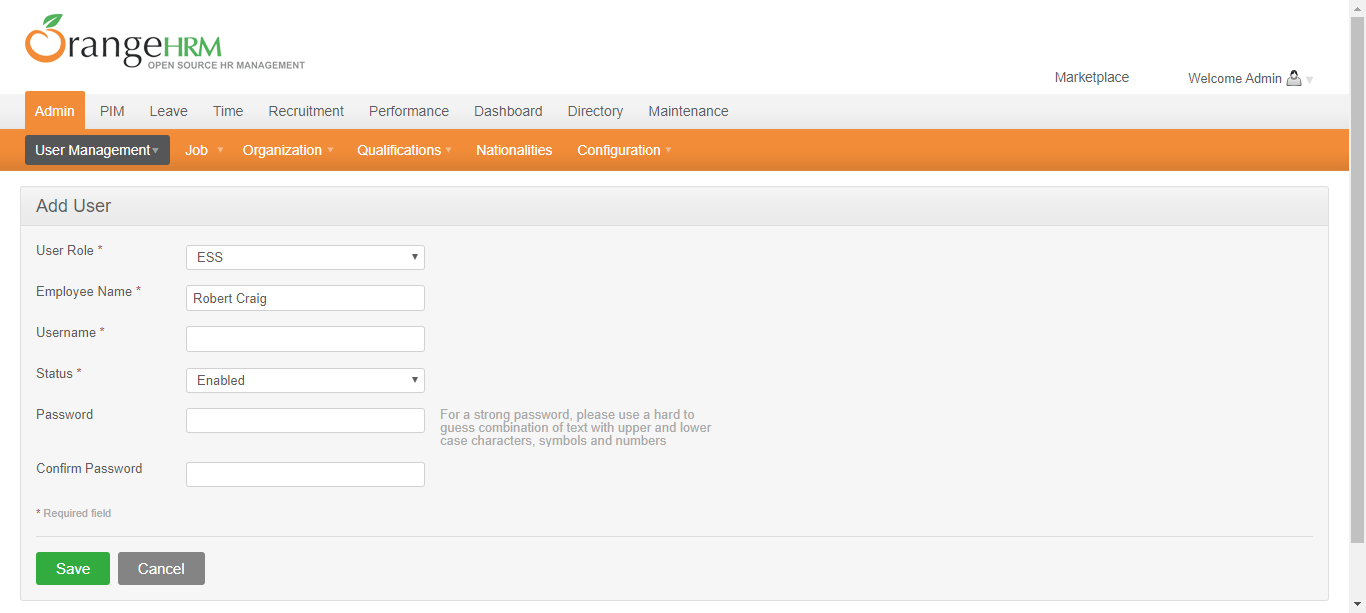 OrangeHRM
OPEN SOURCE HR MANAGEMENT
Marketplace Welcome Admin
Admin PIM Leave Time Recruitment Performance Dashboard Directory Maintenance
User Management Job Organization Qualifications Nationalities Configuration
Add User
User Role * ESS
Employee Name * Robert Craig
Username *
Status * Enabled
Password
For a strong password, please use a hard to
guess combination of text with upper and lower
case characters, symbols and numbers
Confirm Password
* Required field
Save Cancel